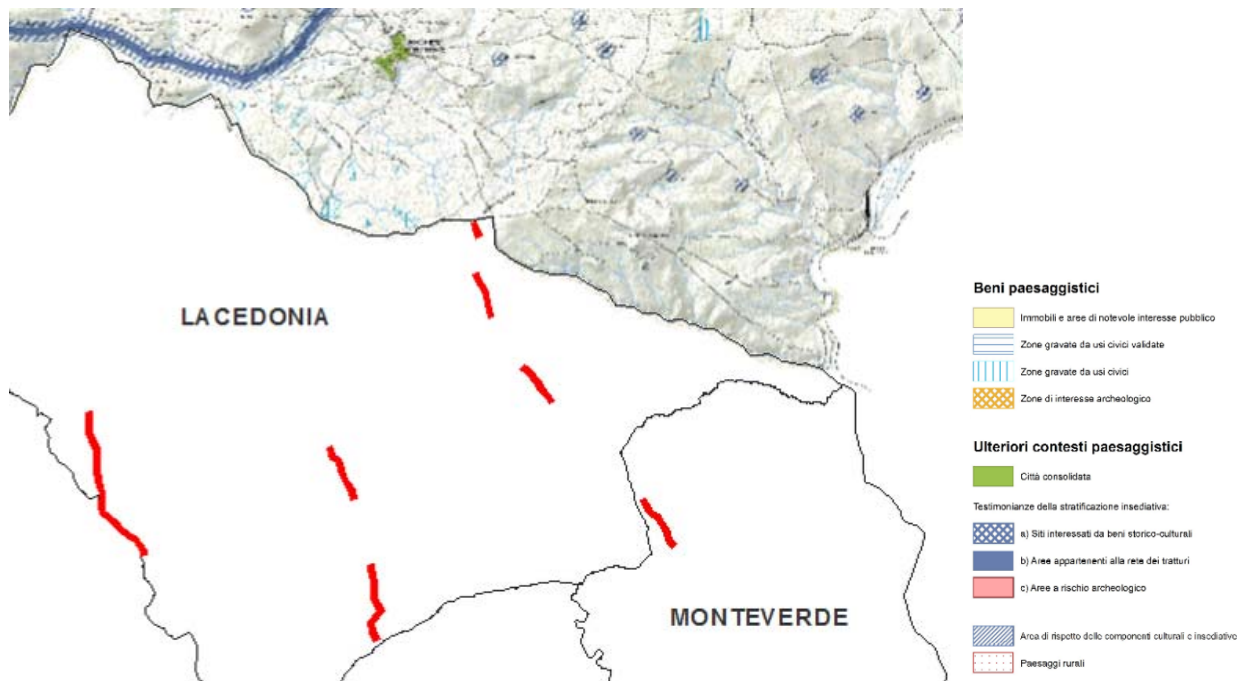 LACEDONIA
MONTEVERDE
Beni paesaggistici
Immobili e aree di notevole interesse pubblico
Zone gravate da usi civici validate
Zone gravate da usi civici
Zone di interesse archeologico
Ulteriori contesti paesaggistici
Città consolidata
Testimonianze della stratificazione insediativa:
a) Siti interessati da beni storico-culturali
b) Aree appartenenti alla rete dei tratturi
c) Aree a rischio archeologico
Area di rispetto delle componenti culturali e insediative
Paesaggi rurali